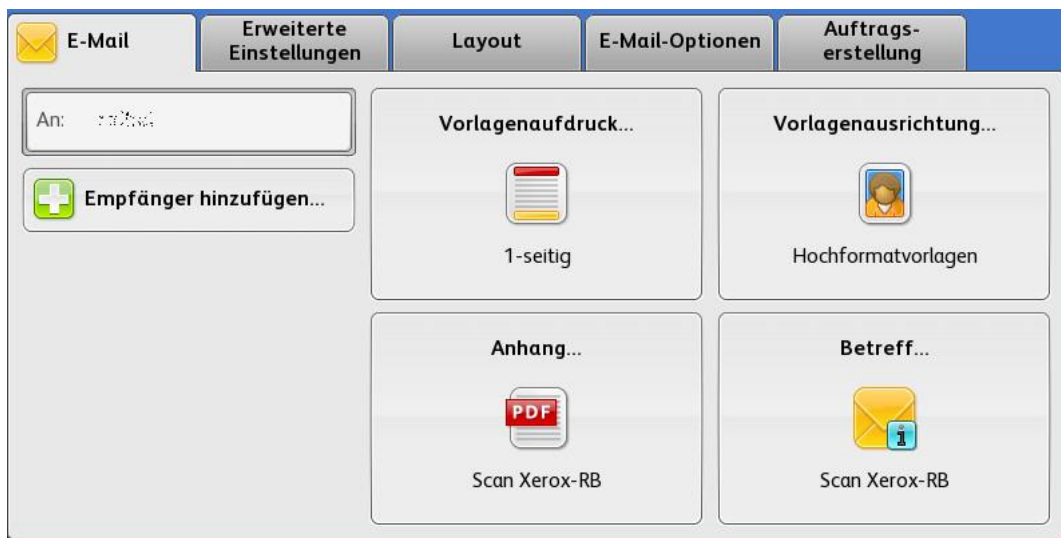 E-Mail
Erweiterte
Einstellungen
Layout
E-Mail-Optionen
Auftrags-
erstellung
An:
Empfänger hinzufügen...
Vorlagenaufdruck...
1-seitig
Vorlagenausrichtung...
Hochformatvorlagen
Anhang...
PDF
Scan Xerox-RB
Betreff...
i
Scan Xerox-RB